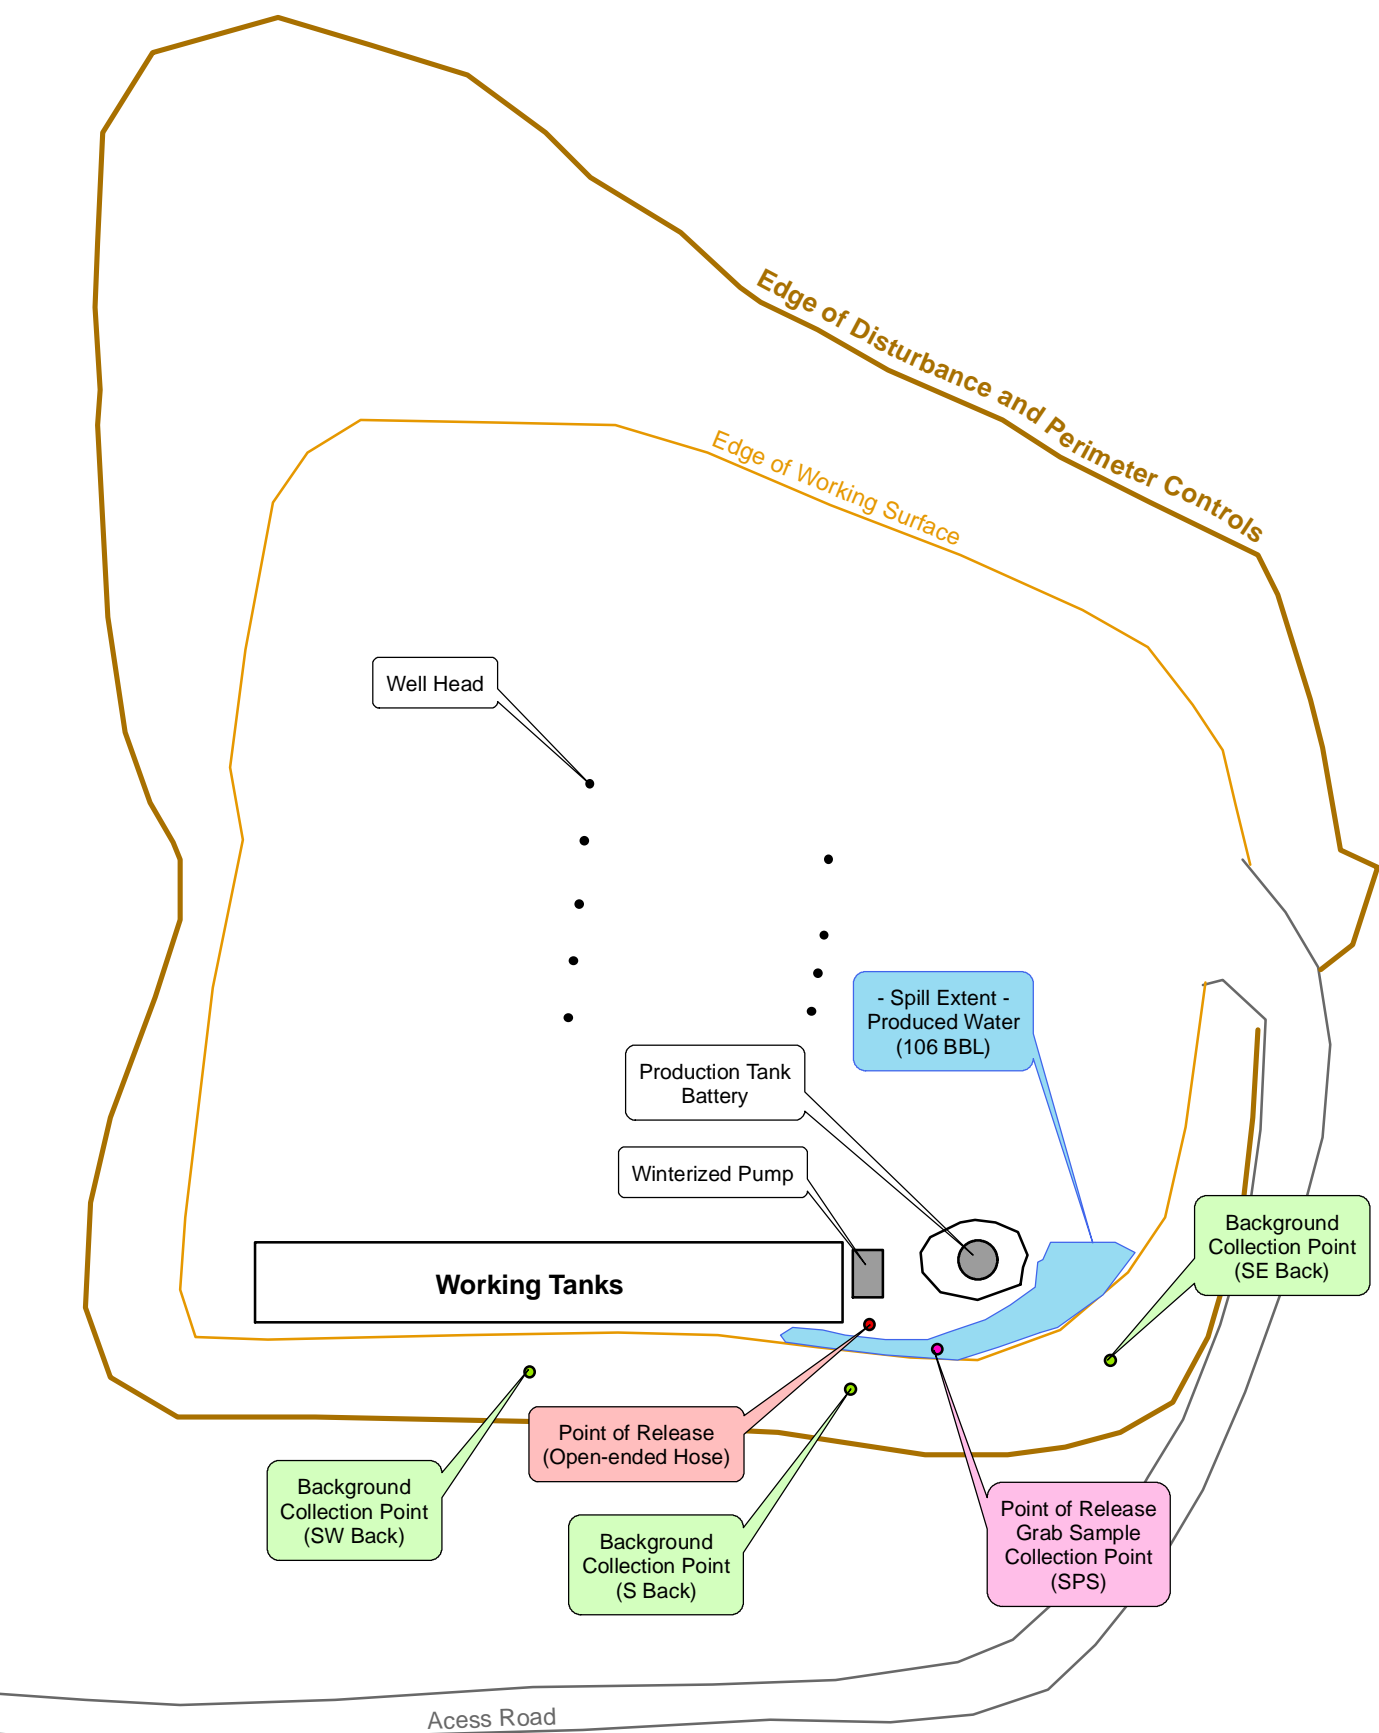 Edge of Disturbance and Perimeter Controls
Edge of Working Surface
Well Head
- Spill Extent -
Produced Water
(106 BBL)
Production Tank
Battery
Winterized Pump
Working Tanks
Background
Collection Point
(SE Back)
Point of Release
(Open-ended Hose)
Background
Collection Point
(SW Back)
Background
Collection Point
(S Back)
Point of Release
Grab Sample
Collection Point
(SPS)
Acess Road